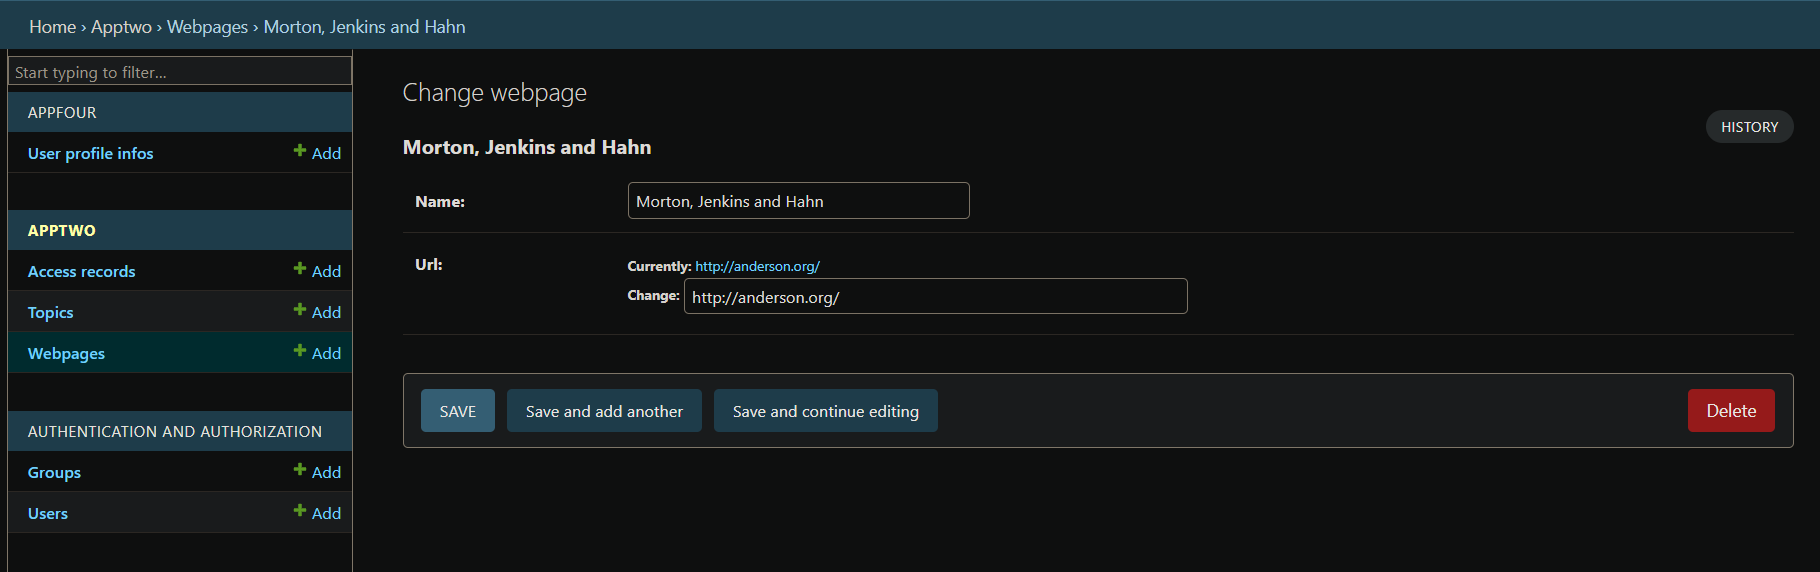 Home › Apptwo › Webpages › Morton, Jenkins and Hahn
Start typing to filter...
APPFOUR
User profile infos Add
APPTWO
Access records Add
Topics Add
Webpages Add
AUTHENTICATION AND AUTHORIZATION
Groups Add
Users Add
Change webpage
HISTORY
Morton, Jenkins and Hahn
Name: Morton, Jenkins and Hahn
Url: Currently: http://anderson.org/
Change: http://anderson.org/
SAVE Save and add another Save and continue editing Delete